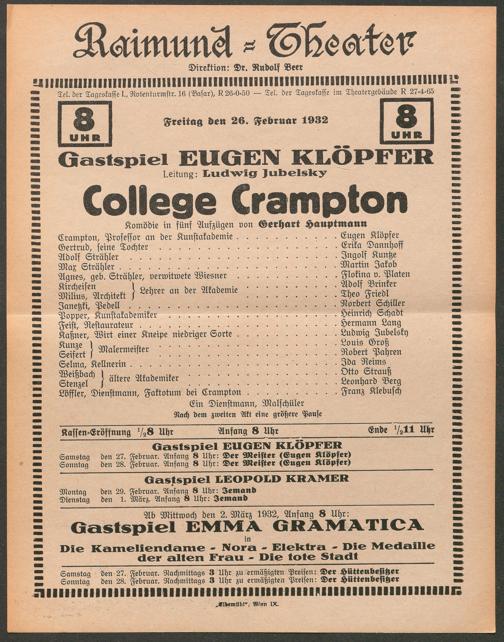 Raimund-Theater
Direktion: Dr. Rudolf Beer
Tel. der Tageskasse I., Rotenturmstr. 16 (Basar), R 26-0-50 — Tel. der Tageskasse im Theatergebäude R 27-4-65
8 UHR
Freitag den 26. Februar 1932
8 UHR
Gastspiel EUGEN KLÖPFER
Leitung: Ludwig Jubelsky
College Crampton
Komödie in fünf Aufzügen von Gerhart Hauptmann
Crampton, Professor an der Kunstakademie . . . Eugen Klöpfer
Gertrud, seine Tochter . . . Erika Dannhoff
Adolf Strähler . . . Ingolf Kuntze
Max Strähler . . . Martin Jakob
Agnes, geb. Strähler, verwitwete Wiesner . . . Flokina v. Platen
Kircheisen } Lehrer an der Akademie . . . Adolf Brinker
Milius, Architekt } Lehrer an der Akademie . . . Theo Friedl
Janetzki, Pedell . . . Norbert Schiller
Popper, Kunstakademiker . . . Heinrich Schadt
Feist, Restaurateur . . . Hermann Lang
Kaßner, Wirt einer Kneipe niedriger Sorte . . . Ludwig Jubelsky
Kunze } Malermeister . . . Louis Groß
Seifert } Malermeister . . . Robert Pahren
Selma, Kellnerin . . . Ida Reims
Weißbach } ältere Akademiker . . . Otto Strauß
Stenzel } ältere Akademiker . . . Leonhard Berg
Löffler, Dienstmann, Faktotum bei Crampton . . . Franz Klebusch
Ein Dienstmann, Malschüler
Nach dem zweiten Akt eine größere Pause
Kassen-Eröffnung 1/2 8 Uhr Anfang 8 Uhr Ende 1/2 11 Uhr
Gastspiel EUGEN KLÖPFER
Samstag den 27. Februar. Anfang 8 Uhr: Der Meister (Eugen Klöpfer)
Sonntag den 28. Februar. Anfang 8 Uhr: Der Meister (Eugen Klöpfer)
Gastspiel LEOPOLD KRAMER
Montag den 29. Februar. Anfang 8 Uhr: Jemand
Dienstag den 1. März. Anfang 8 Uhr: Jemand
Ab Mittwoch den 2. März 1932, Anfang 8 Uhr:
Gastspiel EMMA GRAMATICA
in
Die Kameliendame - Nora - Elektra - Die Medaille
der alten Frau - Die tote Stadt
Samstag den 27. Februar. Nachmittags 3 Uhr zu ermäßigten Preisen: Der Hüttenbesitzer
Sonntag den 28. Februar. Nachmittags 3 Uhr zu ermäßigten Preisen: Der Hüttenbesitzer
„Elbemühl", Wien IX.